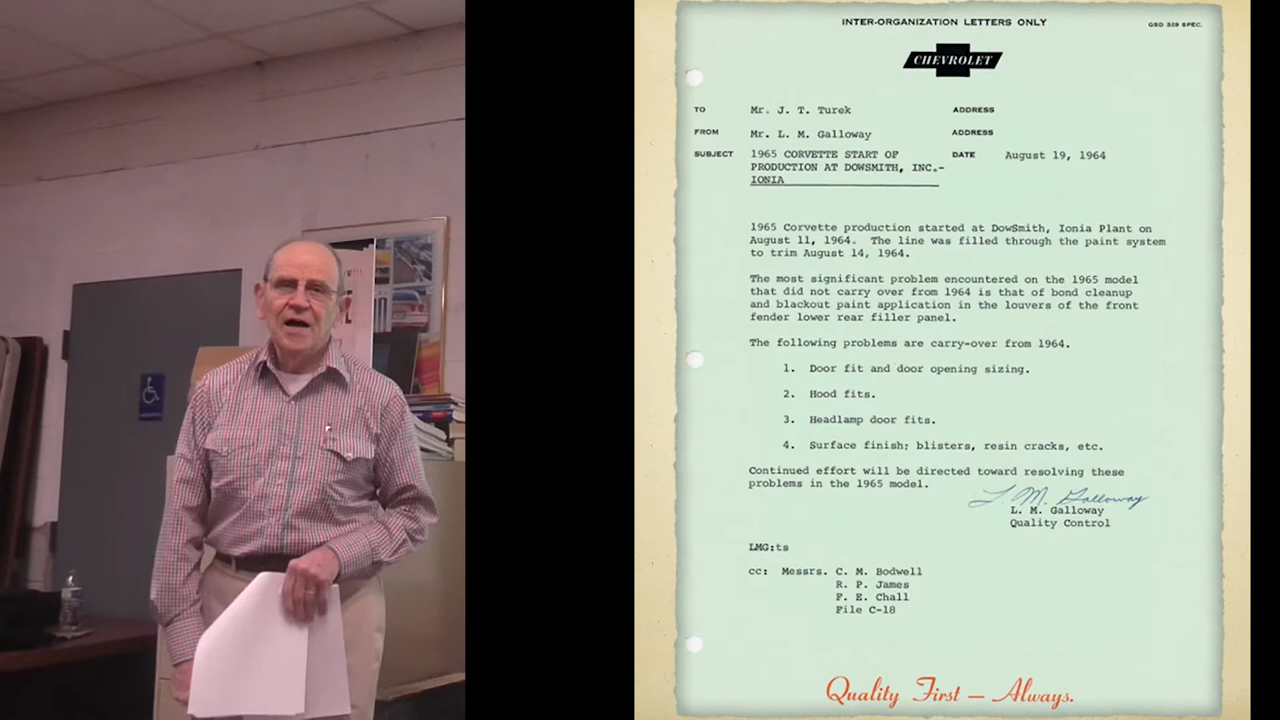 INTER-ORGANIZATION LETTERS ONLY
GSD 329 SPEC.
CHEVROLET
TO Mr. J. T. Turek ADDRESS
FROM Mr. L. M. Galloway ADDRESS
SUBJECT 1965 CORVETTE START OF DATE August 19, 1964
PRODUCTION AT DOWSMITH, INC.-
IONIA
1965 Corvette production started at DowSmith, Ionia Plant on
August 11, 1964. The line was filled through the paint system
to trim August 14, 1964.
The most significant problem encountered on the 1965 model
that did not carry over from 1964 is that of bond cleanup
and blackout paint application in the louvers of the front
fender lower rear filler panel.
The following problems are carry-over from 1964.
1. Door fit and door opening sizing.
2. Hood fits.
3. Headlamp door fits.
4. Surface finish; blisters, resin cracks, etc.
Continued effort will be directed toward resolving these
problems in the 1965 model.
L. M. Galloway
L. M. Galloway
Quality Control
LMG:ts
cc: Messrs. C. M. Bodwell
R. P. James
F. E. Chall
File C-18
Quality First — Always.